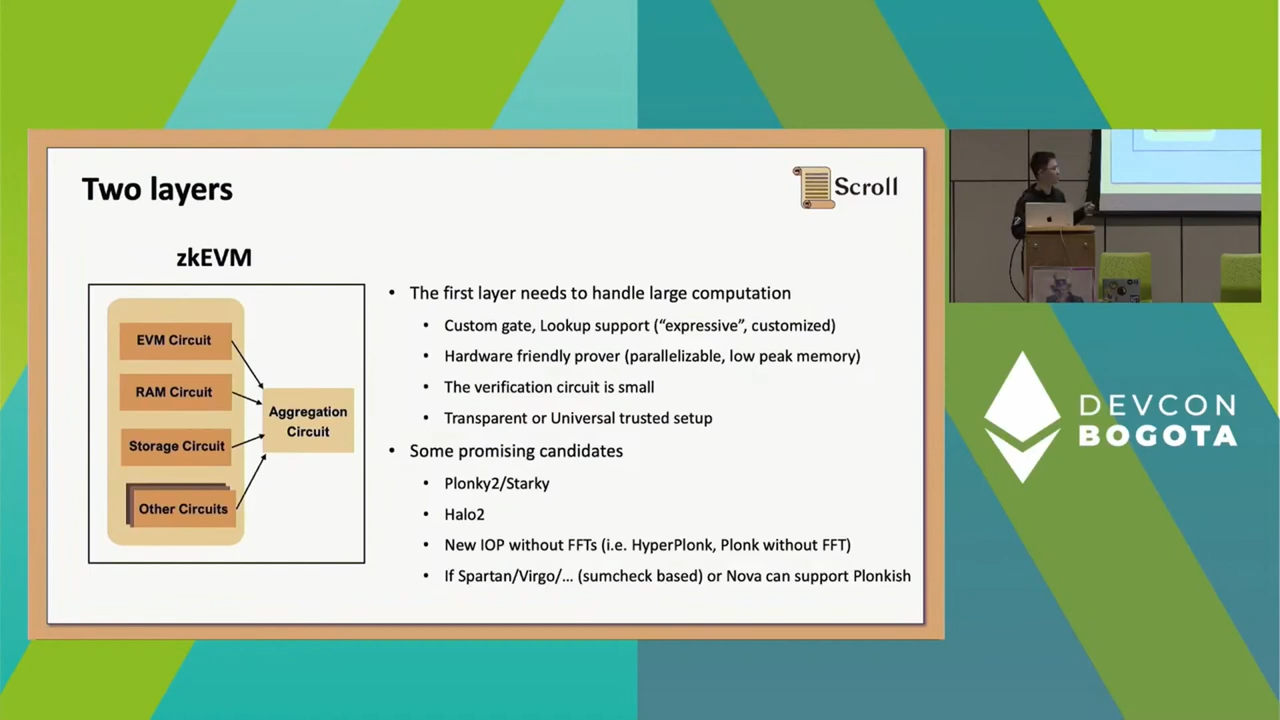 Two layers
Scroll
zkEVM
EVM Circuit
RAM Circuit
Storage Circuit
Other Circuits
Aggregation
Circuit
• The first layer needs to handle large computation
• Custom gate, Lookup support (“expressive”, customized)
• Hardware friendly prover (parallelizable, low peak memory)
• The verification circuit is small
• Transparent or Universal trusted setup
• Some promising candidates
• Plonky2/Starky
• Halo2
• New IOP without FFTs (i.e. HyperPlonk, Plonk without FFT)
• If Spartan/Virgo/… (sumcheck based) or Nova can support Plonkish
DEVCON
BOGOTA